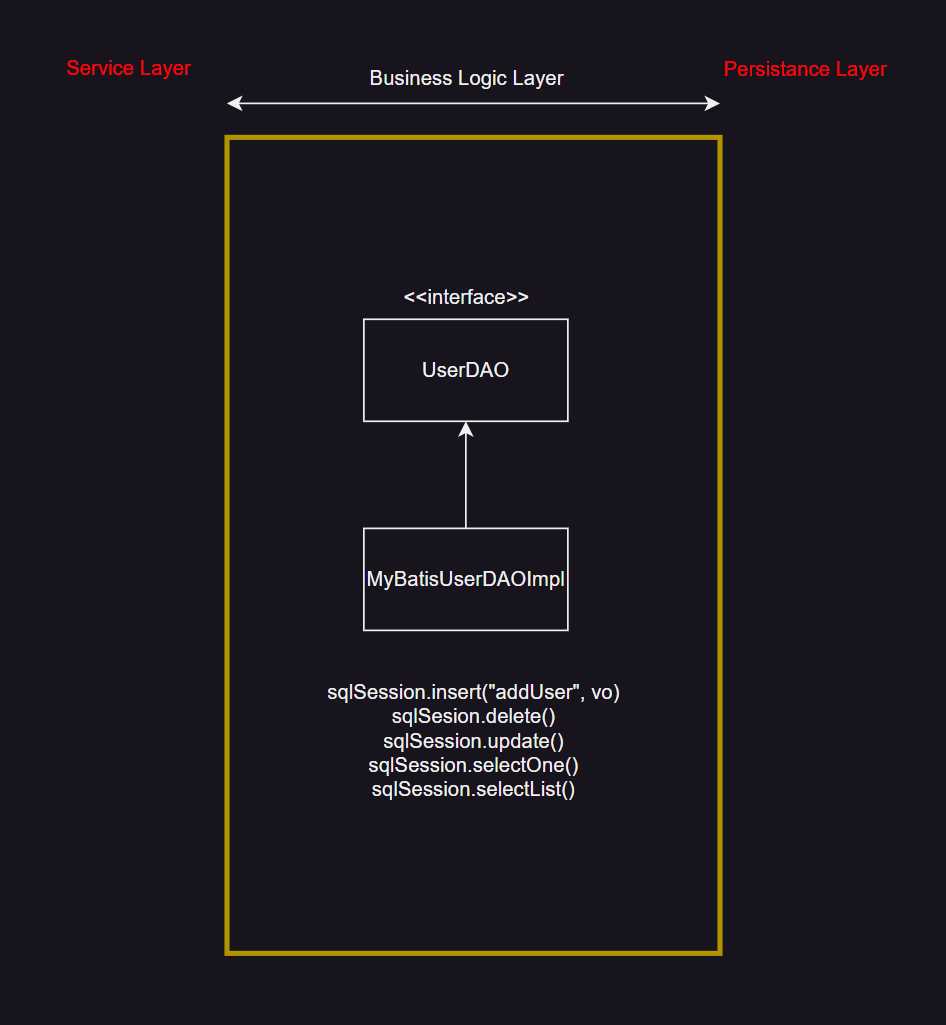 Service Layer
Business Logic Layer
Persistance Layer
<<interface>>
UserDAO
MyBatisUserDAOImpl
sqlSession.insert("addUser", vo)
sqlSesion.delete()
sqlSession.update()
sqlSession.selectOne()
sqlSession.selectList()